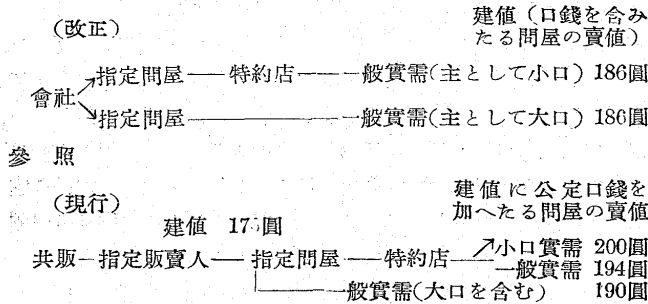 (改正)
建値(口錢を含み
たる問屋の賣値)
會社
指定問屋——特約店——一般實需(主として小口) 186圓
指定問屋————一般實需(主として大口) 186圓
參照
(現行)
建値に公定口錢を
加へたる問屋の賣値
建値 17 圓
共販—指定販賣人—指定問屋——特約店
小口實需 200圓
一般實需 194圓
一般實需(大口を含む) 190圓